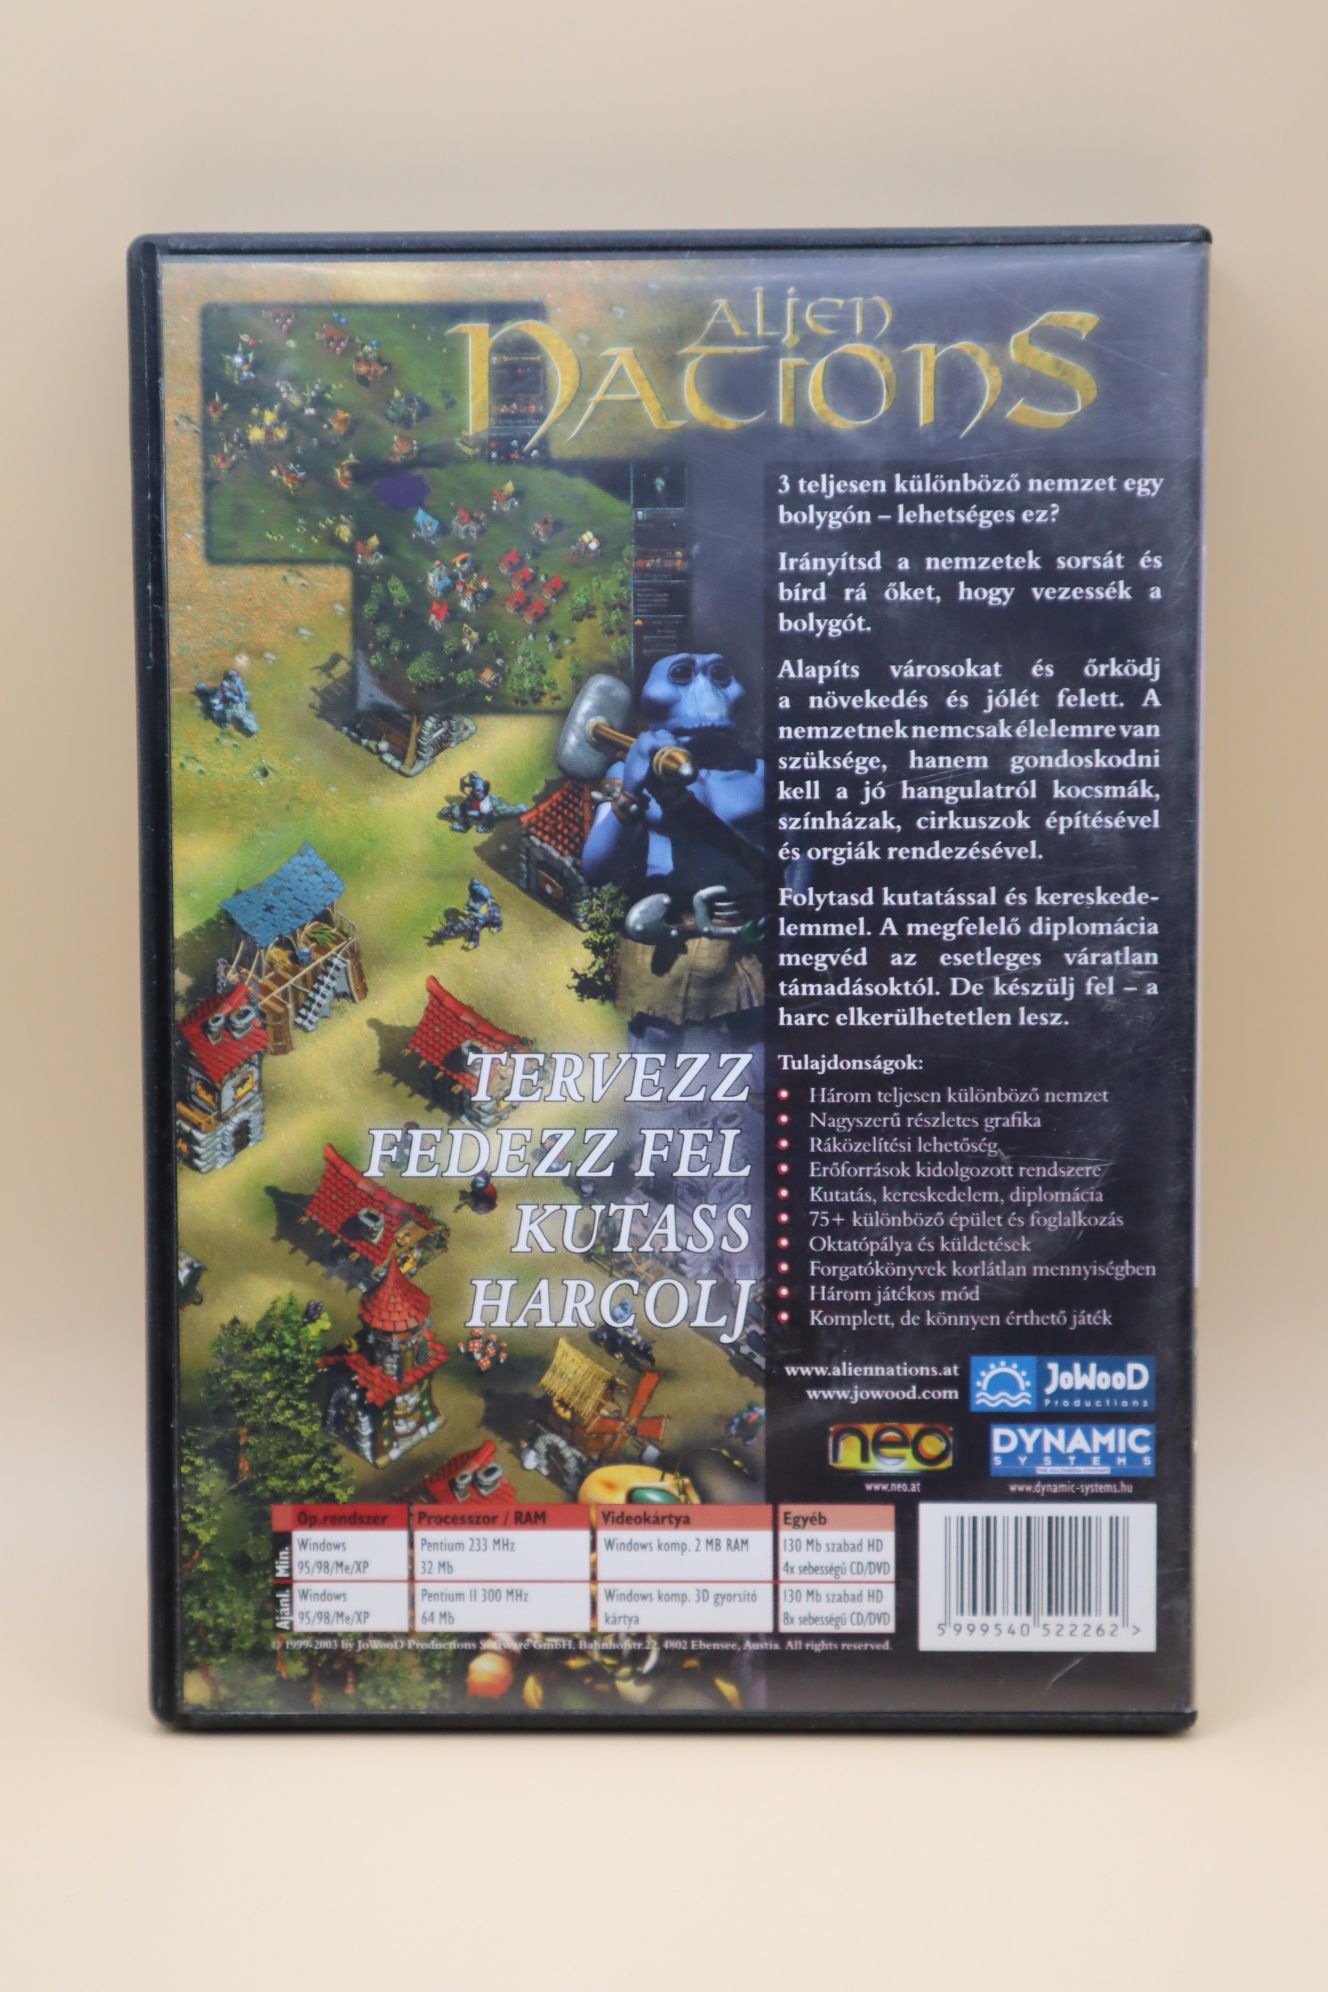 ALIEN
NATIONS
3 teljesen különböző nemzet egy
bolygón – lehetséges ez?
Irányítsd a nemzetek sorsát és
bírd rá őket, hogy vezessék a
bolygót.
Alapíts városokat és őrködj
a növekedés és jólét felett. A
nemzetnek nemcsak élelemre van
szüksége, hanem gondoskodni
kell a jó hangulatról kocsmák,
színházak, cirkuszok építésével
és orgiák rendezésével.
Folytasd kutatással és kereskede-
lemmel. A megfelelő diplomácia
megvéd az esetleges váratlan
támadásoktól. De készülj fel – a
harc elkerülhetetlen lesz.
TERVEZZ
FEDEZZ FEL
KUTASS
HARCOLJ
Tulajdonságok:
• Három teljesen különböző nemzet
• Nagyszerű részletes grafika
• Ráközelítési lehetőség
• Erőforrások kidolgozott rendszere
• Kutatás, kereskedelem, diplomácia
• 75+ különböző épület és foglalkozás
• Oktatópálya és küldetések
• Forgatókönyvek korlátlan mennyiségben
• Három játékos mód
• Komplett, de könnyen érthető játék
www.aliennations.at
www.jowood.com
JoWooD
Productions
neo
www.neo.at
DYNAMIC
SYSTEMS
www.dynamic-systems.hu
Op.rendszer Processzor / RAM Videokártya Egyéb
Min.
Windows Pentium 233 MHz Windows komp. 2 MB RAM 130 Mb szabad HD
95/98/Me/XP 32 Mb 4x sebességű CD/DVD
Ajánl.
Windows Pentium II 300 MHz Windows komp. 3D gyorsító 130 Mb szabad HD
95/98/Me/XP 64 Mb kártya 8x sebességű CD/DVD
© 1999-2003 by JoWooD Productions Software GmbH, Bahnhofstr.22, 4802 Ebensee, Austia. All rights reserved.
5 999540 522262 >